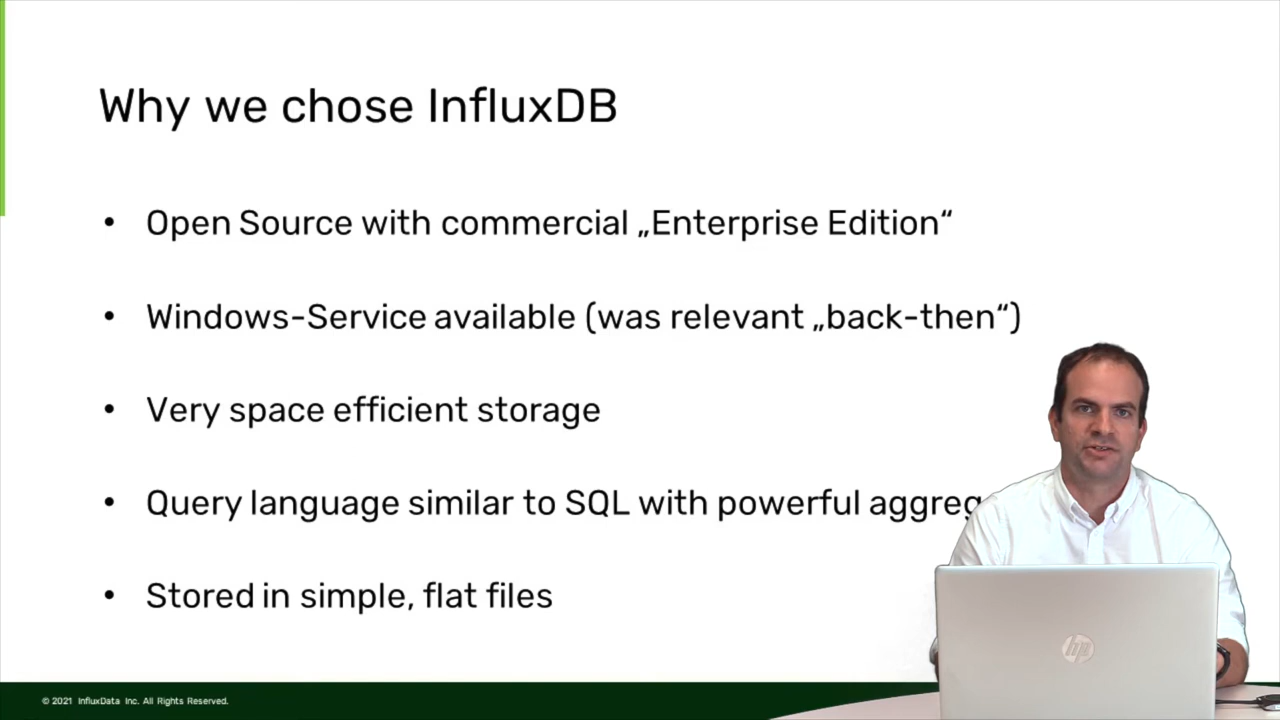 Why we chose InfluxDB
• Open Source with commercial „Enterprise Edition“
• Windows-Service available (was relevant „back-then“)
• Very space efficient storage
• Query language similar to SQL with powerful
• Stored in simple, flat files
hp
© 2021 InfluxData Inc. All Rights Reserved.